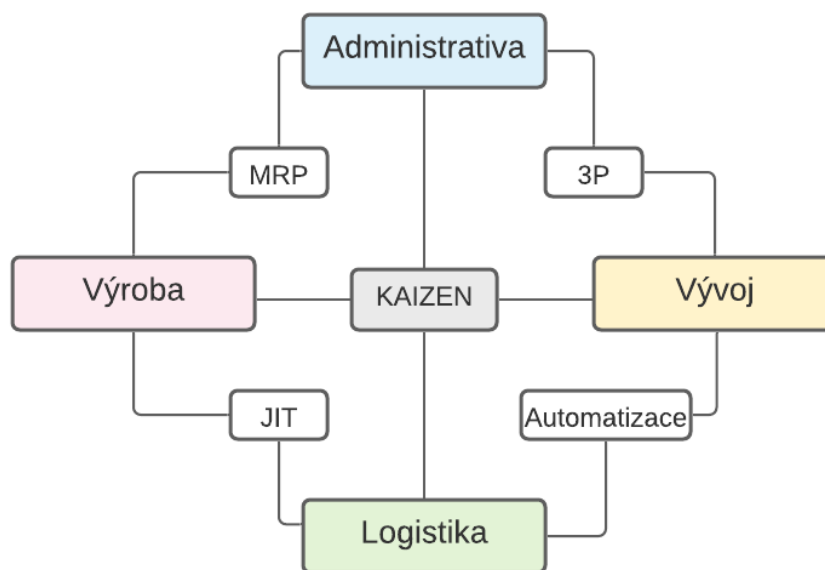 Administrativa
MRP
3P
Výroba
KAIZEN
Vývoj
JIT
Automatizace
Logistika